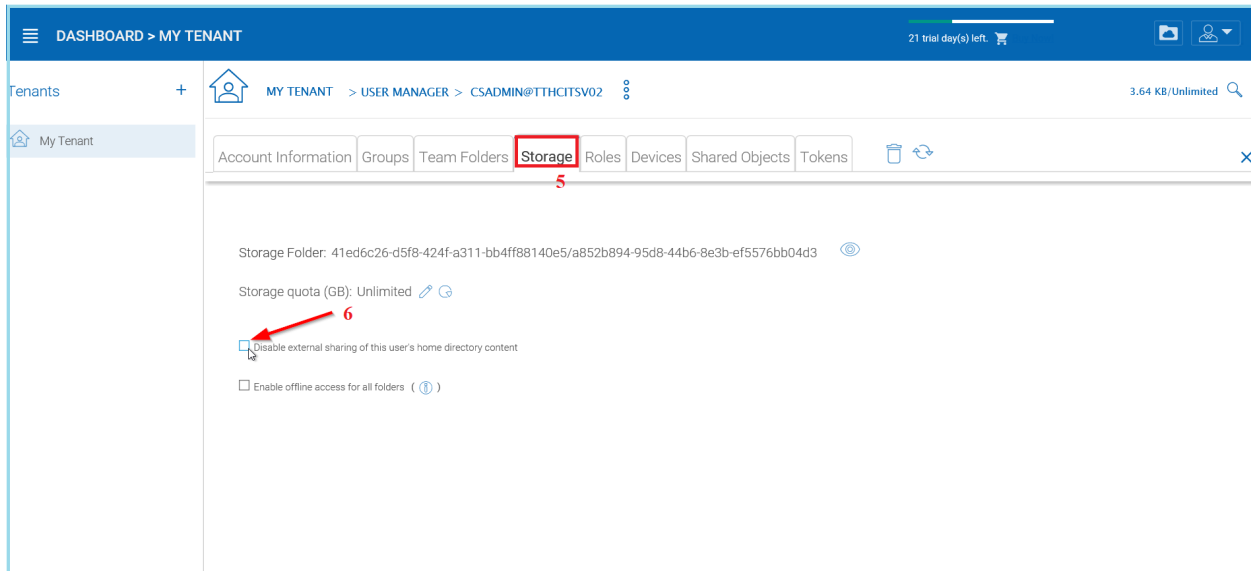 DASHBOARD > MY TENANT
21 trial day(s) left.
Tenants +
MY TENANT > USER MANAGER > CSADMIN@TTHCITSV02
3.64 KB/Unlimited
My Tenant
Account Information Groups Team Folders Storage Roles Devices Shared Objects Tokens
5
Storage Folder: 41ed6c26-d5f8-424f-a311-bb4ff88140e5/a852b894-95d8-44b6-8e3b-ef5576bb04d3
Storage quota (GB): Unlimited
6
Disable external sharing of this user's home directory content
Enable offline access for all folders ( )